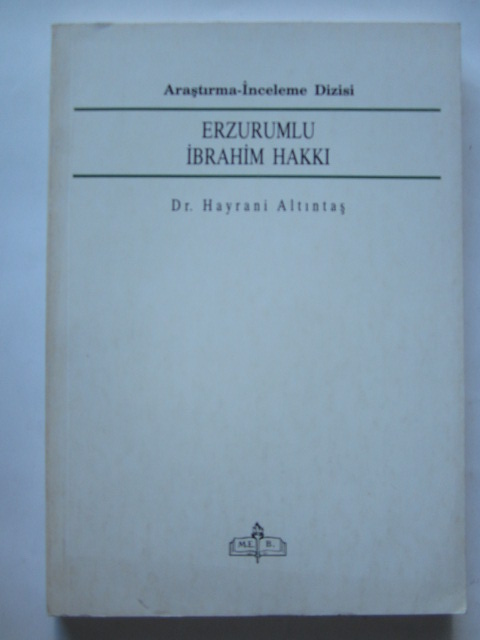 Araştırma-İnceleme Dizisi
ERZURUMLU
İBRAHİM HAKKI
Dr. Hayrani Altıntaş
M.E. B.